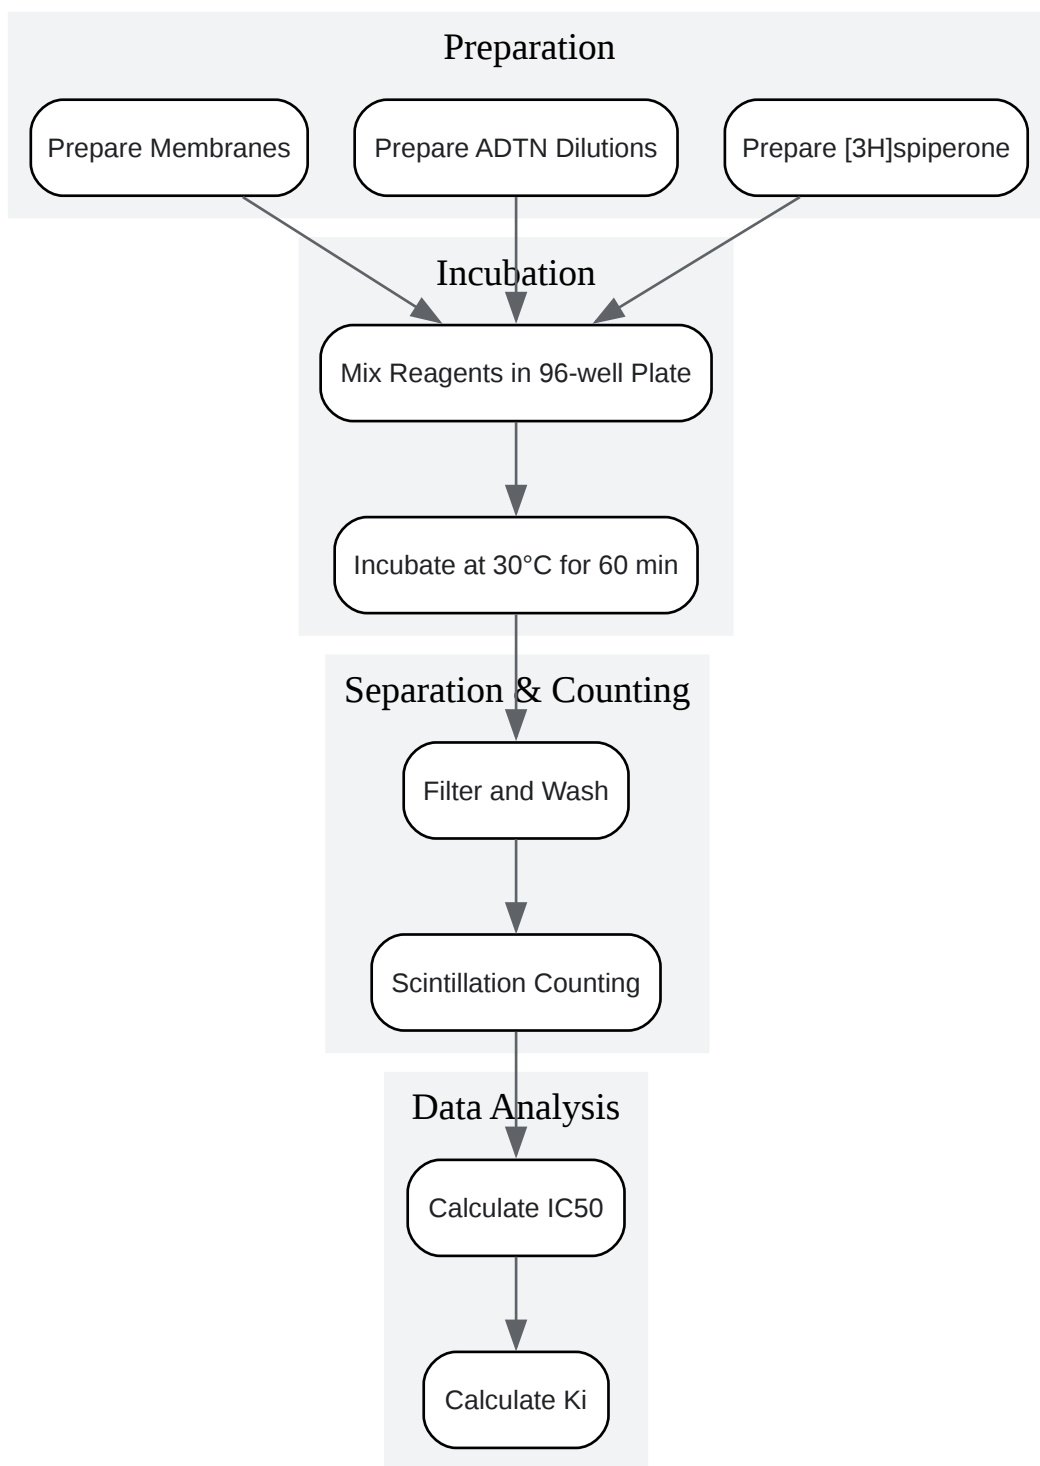 Preparation
Prepare Membranes
Prepare ADTN Dilutions
Prepare [3H]spiperone
Incubation
Mix Reagents in 96-well Plate
Incubate at 30°C for 60 min
Separation & Counting
Filter and Wash
Scintillation Counting
Data Analysis
Calculate IC50
Calculate Ki